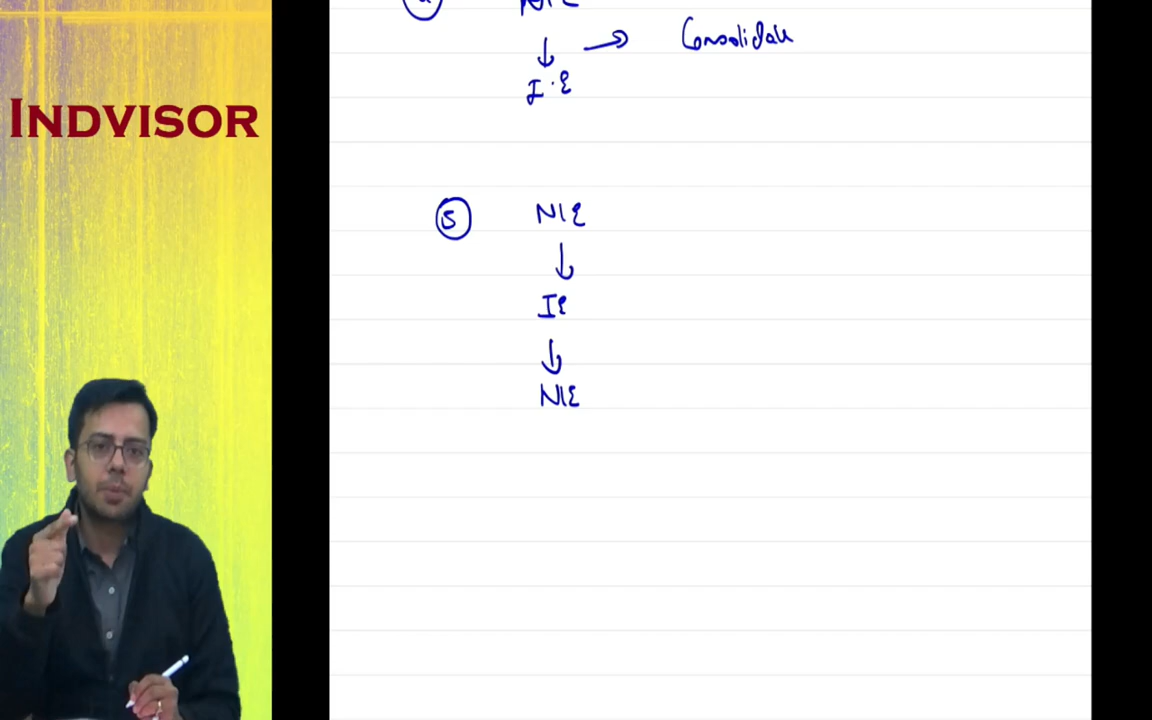 INDVISOR
Consolidate
↓ →
I.E
5 NIE
↓
IE
↓
NIE